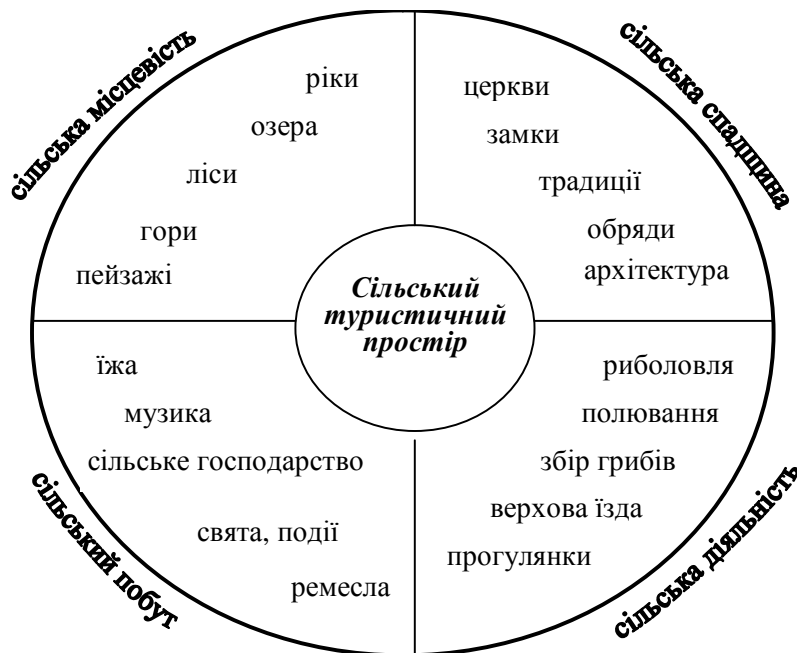 сільська місцевість
ріки
озера
ліси
гори
пейзажі
сільська спадщина
церкви
замки
традиції
обряди
архітектура
Сільський
туристичний
простір
їжа
музика
сільське господарство
свята, події
ремесла
сільський побут
риболовля
полювання
збір грибів
верхова їзда
прогулянки
сільська діяльність